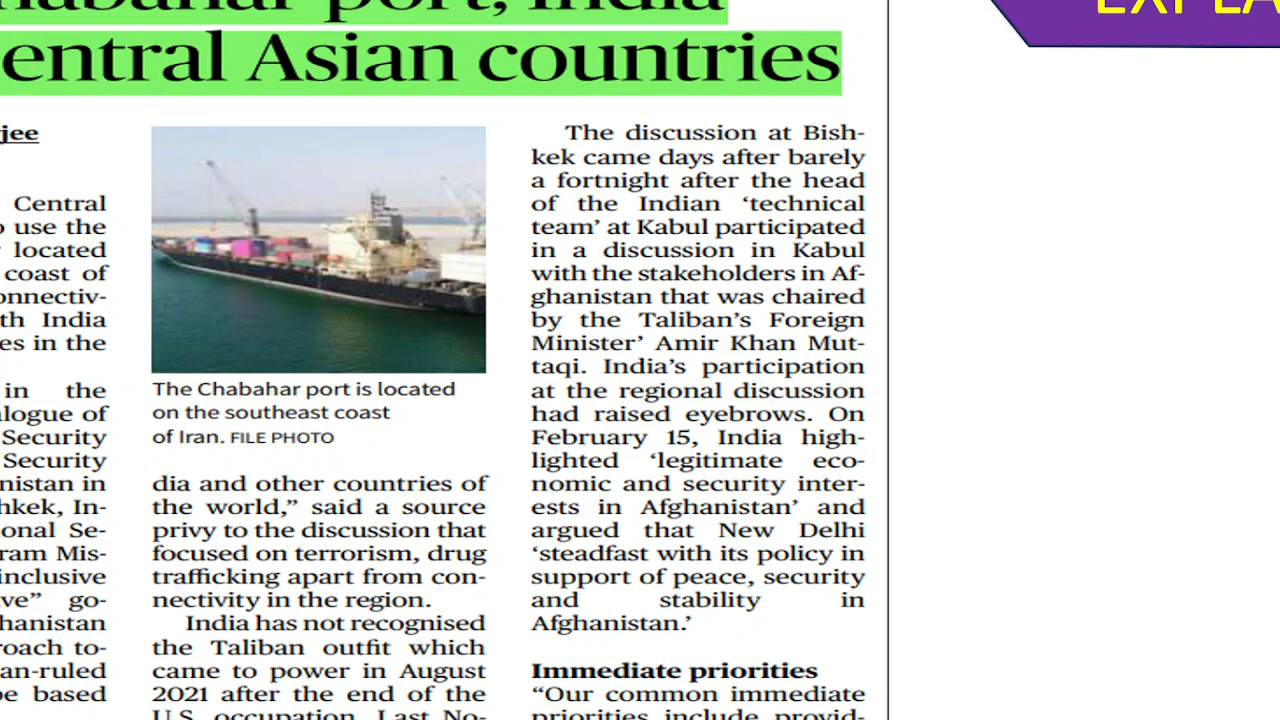 port, India
entral Asian countries
jee
Central
use the
located
coast of
onnectiv-
th India
es in the
in the
alogue of
Security
Security
nistan in
hkek, In-
onal Se-
ram Mis-
inclusive
ve” go-
hanistan
roach to-
an-ruled
be based
The Chabahar port is located
on the southeast coast
of Iran. FILE PHOTO
dia and other countries of
the world,” said a source
privy to the discussion that
focused on terrorism, drug
trafficking apart from con-
nectivity in the region.
India has not recognised
the Taliban outfit which
came to power in August
2021 after the end of the
U.S. occupation. Last No-
The discussion at Bish-
kek came days after barely
a fortnight after the head
of the Indian ‘technical
team’ at Kabul participated
in a discussion in Kabul
with the stakeholders in Af-
ghanistan that was chaired
by the Taliban’s Foreign
Minister’ Amir Khan Mut-
taqi. India’s participation
at the regional discussion
had raised eyebrows. On
February 15, India high-
lighted ‘legitimate eco-
nomic and security inter-
ests in Afghanistan’ and
argued that New Delhi
‘steadfast with its policy in
support of peace, security
and stability in
Afghanistan.’
Immediate priorities
“Our common immediate
priorities include provid-